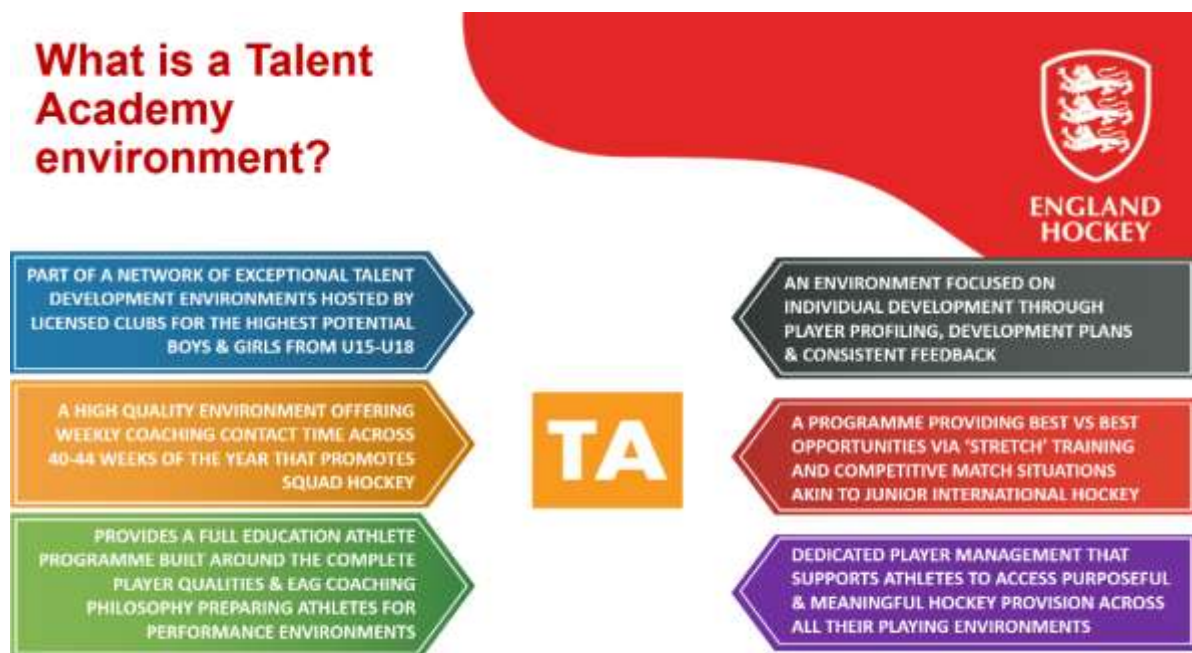 What is a Talent
Academy
environment?
ENGLAND
HOCKEY
PART OF A NETWORK OF EXCEPTIONAL TALENT
DEVELOPMENT ENVIRONMENTS HOSTED BY
LICENSED CLUBS FOR THE HIGHEST POTENTIAL
BOYS & GIRLS FROM U15-U18
A HIGH QUALITY ENVIRONMENT OFFERING
WEEKLY COACHING CONTACT TIME ACROSS
40-44 WEEKS OF THE YEAR THAT PROMOTES
SQUAD HOCKEY
PROVIDES A FULL EDUCATION ATHLETE
PROGRAMME BUILT AROUND THE COMPLETE
PLAYER QUALITIES & EAG COACHING
PHILOSOPHY PREPARING ATHLETES FOR
PERFORMANCE ENVIRONMENTS
TA
AN ENVIRONMENT FOCUSED ON
INDIVIDUAL DEVELOPMENT THROUGH
PLAYER PROFILING, DEVELOPMENT PLANS
& CONSISTENT FEEDBACK
A PROGRAMME PROVIDING BEST VS BEST
OPPORTUNITIES VIA ‘STRETCH’ TRAINING
AND COMPETITIVE MATCH SITUATIONS
AKIN TO JUNIOR INTERNATIONAL HOCKEY
DEDICATED PLAYER MANAGEMENT THAT
SUPPORTS ATHLETES TO ACCESS PURPOSEFUL
& MEANINGFUL HOCKEY PROVISION ACROSS
ALL THEIR PLAYING ENVIRONMENTS